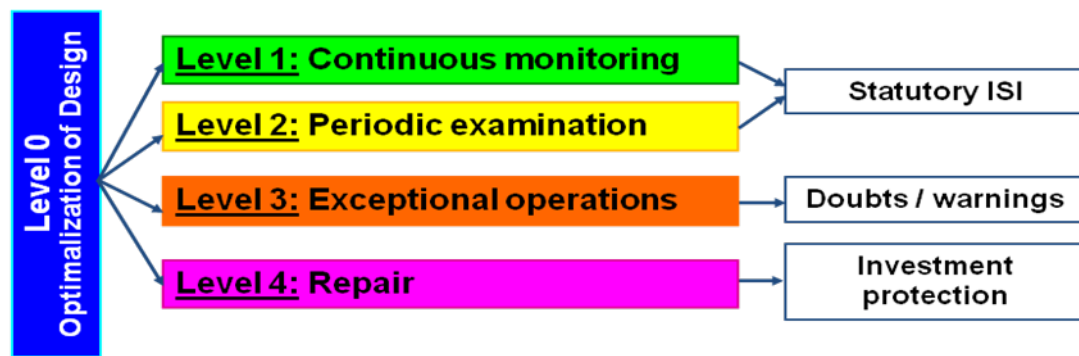 Level 0
Optimalization of Design
Level 1: Continuous monitoring
Level 2: Periodic examination
Level 3: Exceptional operations
Level 4: Repair
Statutory ISI
Doubts / warnings
Investment
protection